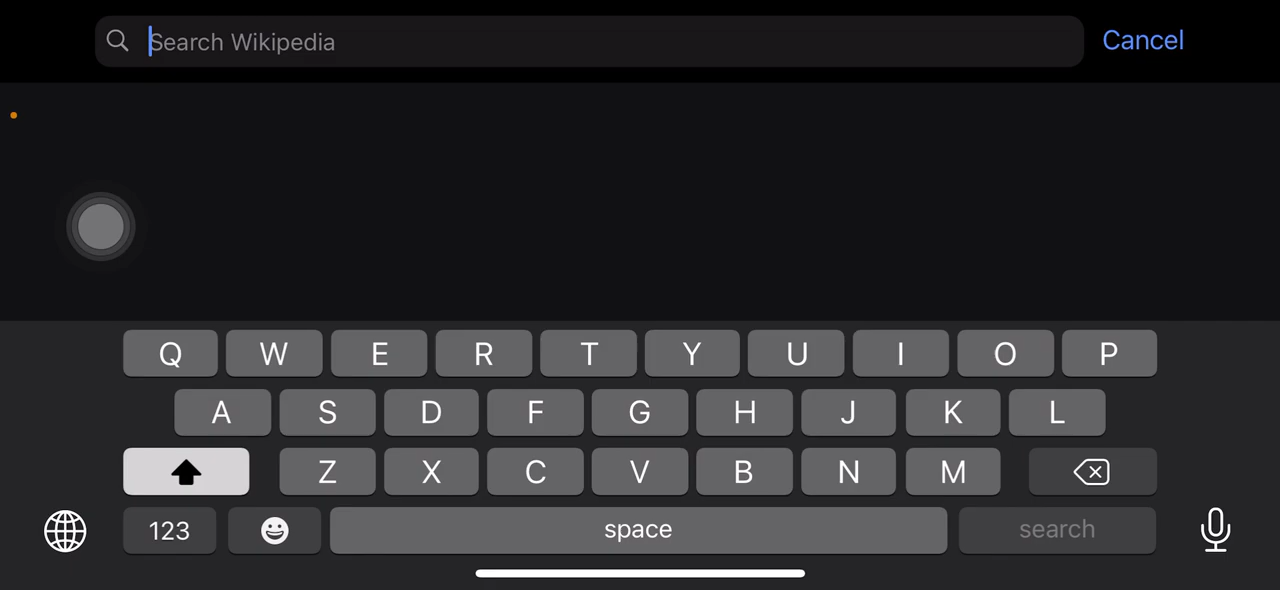 Search Wikipedia
Cancel
Q W E R T Y U I O P
A S D F G H J K L
Z X C V B N M
123 space search